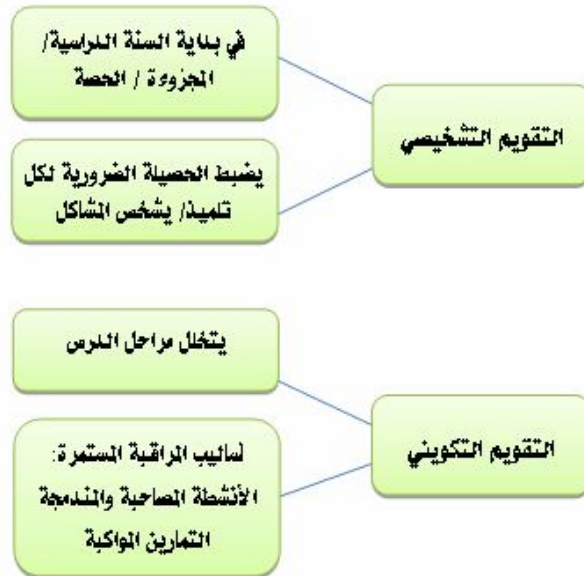 التقويم التشخيصي
في بداية السنة الدراسية/
المجزوءة / الحصة
يضبط الحصيلة الضرورية لكل
تلميذ/ يشخص المشاكل
التقويم التكويني
يتخلل مراحل الدرس
أساليب المراقبة المستمرة:
الأنشطة المصاحبة والمندمجة
التمارين المواكبة